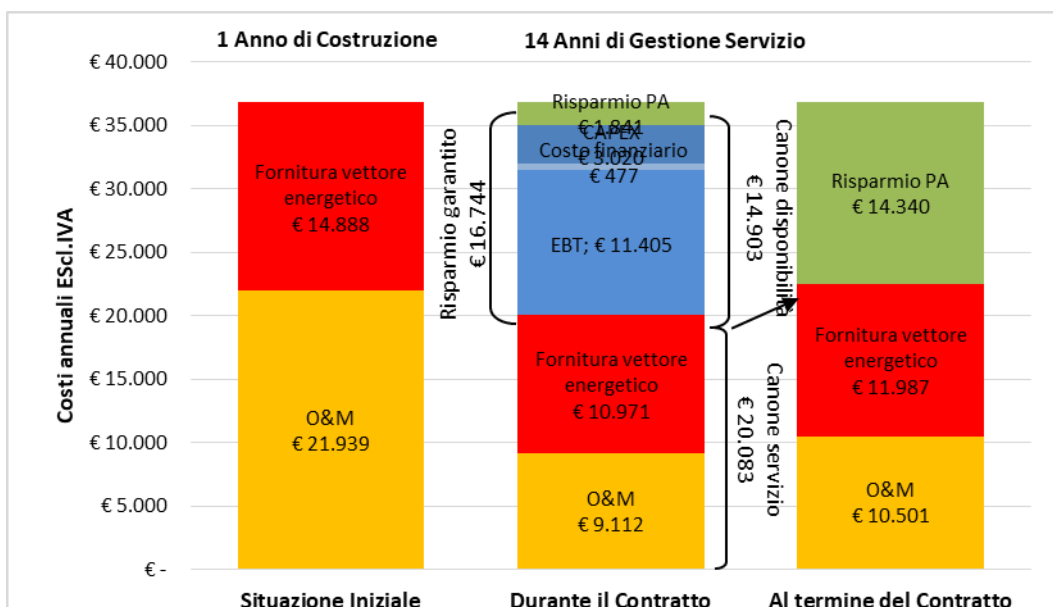 1 Anno di Costruzione
14 Anni di Gestione Servizio
Costi annuali EScl.IVA
€ 40.000
€ 35.000
€ 30.000
€ 25.000
€ 20.000
€ 15.000
€ 10.000
€ 5.000
€ -
Fornitura vettore
energetico
€ 14.888
O&M
€ 21.939
Risparmio garantito
€ 16.744
Risparmio PA
€ 1.841
CAPEX
€ 3.020
Costo finanziario
€ 477
EBT; € 11.405
Fornitura vettore
energetico
€ 10.971
O&M
€ 9.112
Canone disponibilità
€ 14.903
Canone servizio
€ 20.083
Risparmio PA
€ 14.340
Fornitura vettore
energetico
€ 11.987
O&M
€ 10.501
Situazione Iniziale
Durante il Contratto
Al termine del Contratto